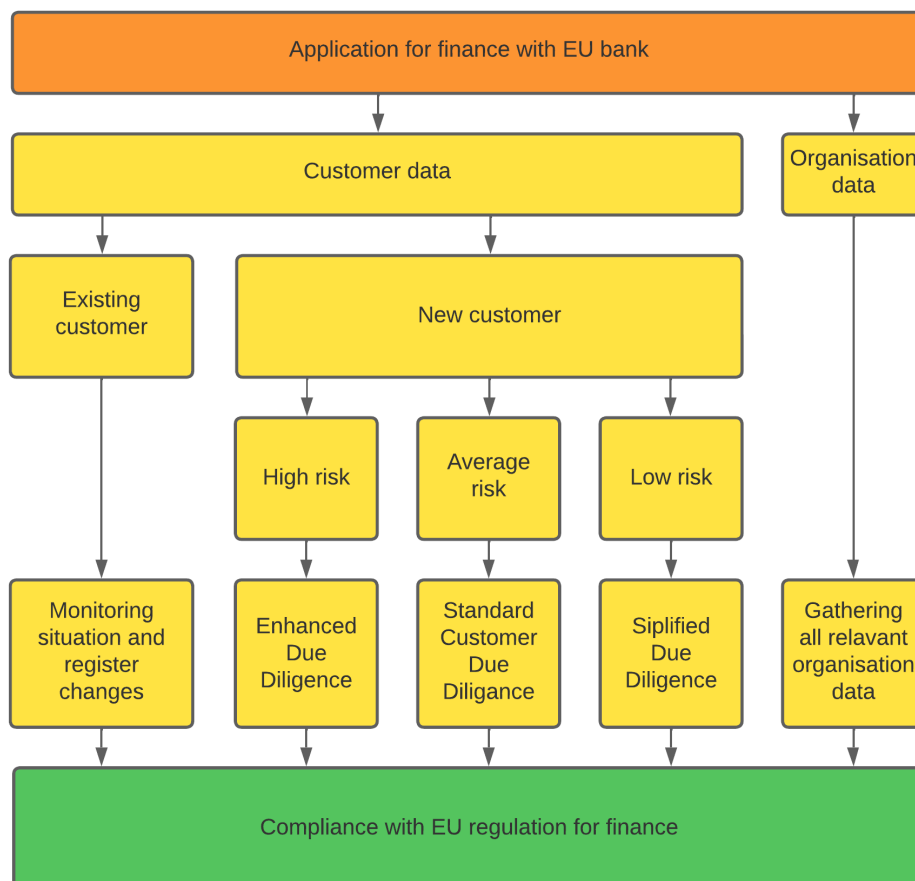 Application for finance with EU bank
Customer data
Organisation
data
Existing
customer
New customer
High risk
Average
risk
Low risk
Monitoring
situation and
register
changes
Enhanced
Due
Diligence
Standard
Customer
Due
Diligance
Siplified
Due
Diligence
Gathering
all relavant
organisation
data
Compliance with EU regulation for finance